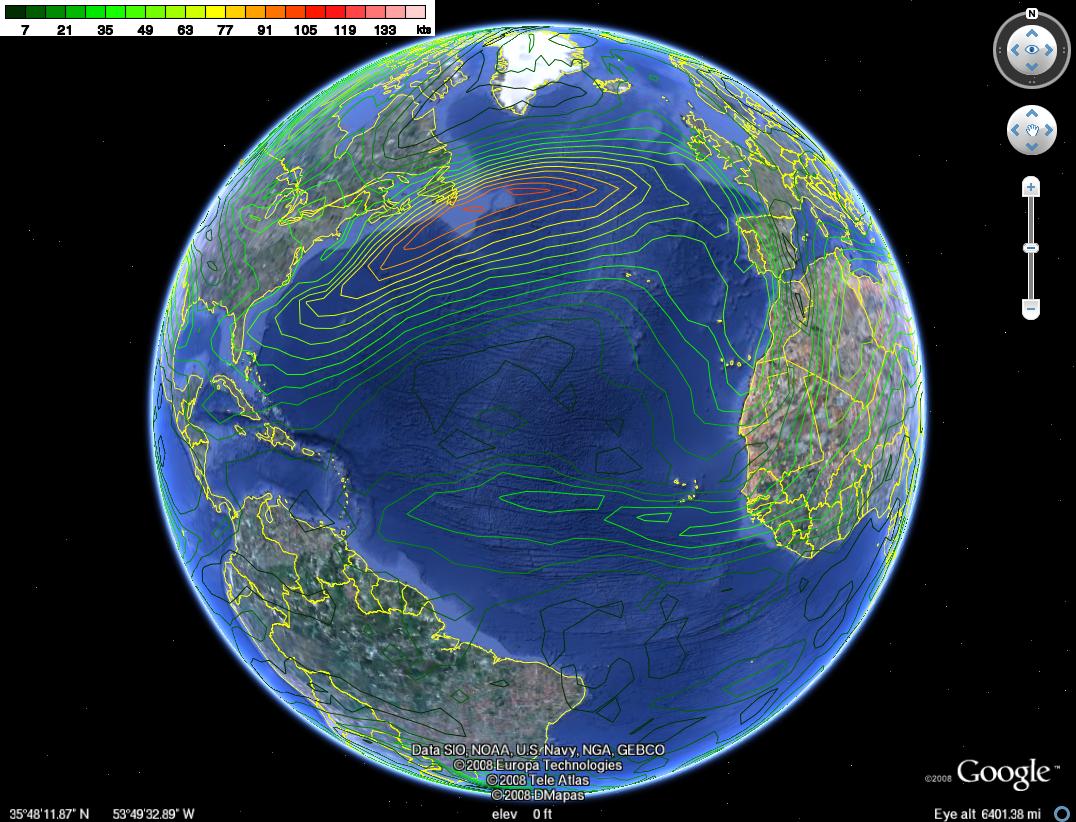 7 21 35 49 63 77 91 105 119 133 kts
N
Data SIO, NOAA, U.S. Navy, NGA, GEBCO
©2008 Europa Technologies
©2008 Tele Atlas
©2008 DMapas
©2008 Google™
35°48'11.87" N 53°49'32.89" W elev 0 ft Eye alt 6401.38 mi